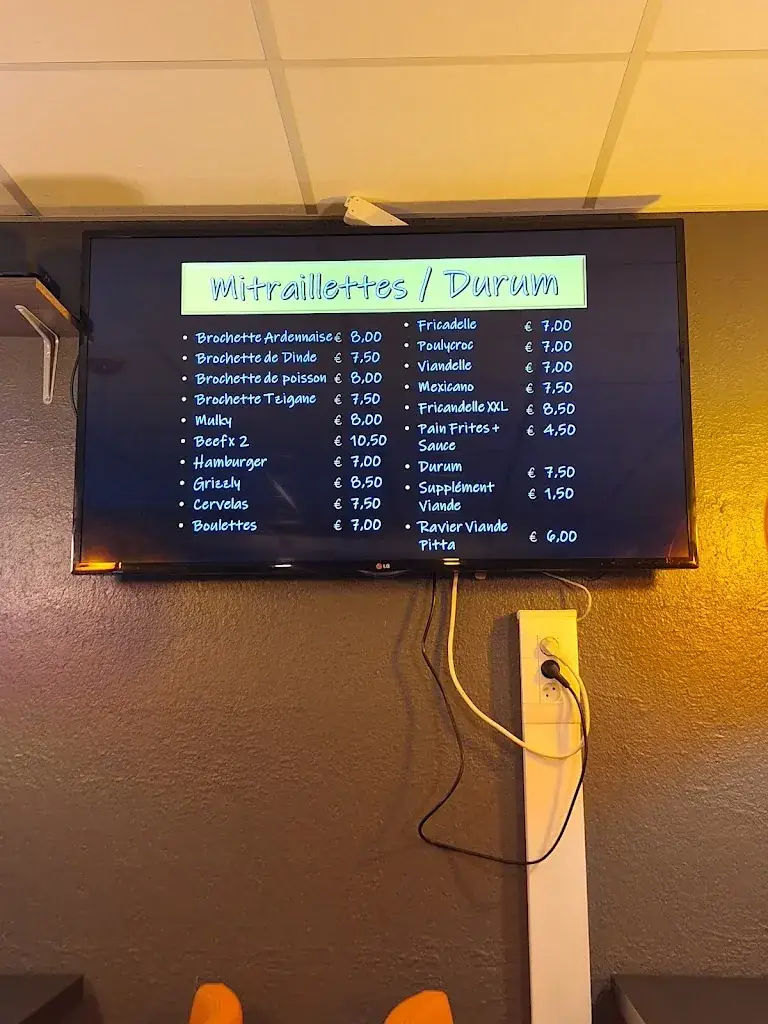 Mitraillettes / Durum
• Brochette Ardennaise € 8,00
• Brochette de Dinde € 7,50
• Brochette de poisson € 8,00
• Brochette Tzigane € 7,50
• Mulky € 8,00
• Beef x 2 € 10,50
• Hamburger € 7,00
• Grizzly € 8,50
• Cervelas € 7,50
• Boulettes € 7,00
• Fricadelle € 7,00
• Poulycroc € 7,00
• Viandelle € 7,00
• Mexicano € 7,50
• Fricandelle XXL € 8,50
• Pain Frites + € 4,50
Sauce
• Durum € 7,50
• Supplément € 1,50
Viande
• Ravier Viande
Pitta € 6,00
LG